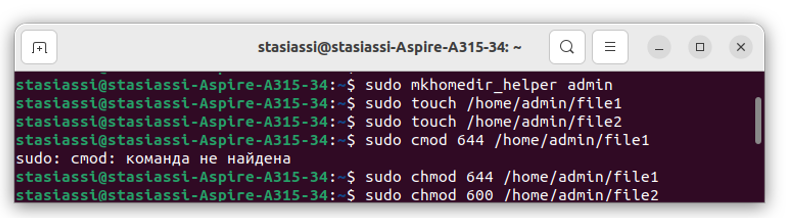 stasiassi@stasiassi-Aspire-A315-34: ~
stasiassi@stasiassi-Aspire-A315-34:~$ sudo mkhomedir_helper admin
stasiassi@stasiassi-Aspire-A315-34:~$ sudo touch /home/admin/file1
stasiassi@stasiassi-Aspire-A315-34:~$ sudo touch /home/admin/file2
stasiassi@stasiassi-Aspire-A315-34:~$ sudo cmod 644 /home/admin/file1
sudo: cmod: команда не найдена
stasiassi@stasiassi-Aspire-A315-34:~$ sudo chmod 644 /home/admin/file1
stasiassi@stasiassi-Aspire-A315-34:~$ sudo chmod 600 /home/admin/file2